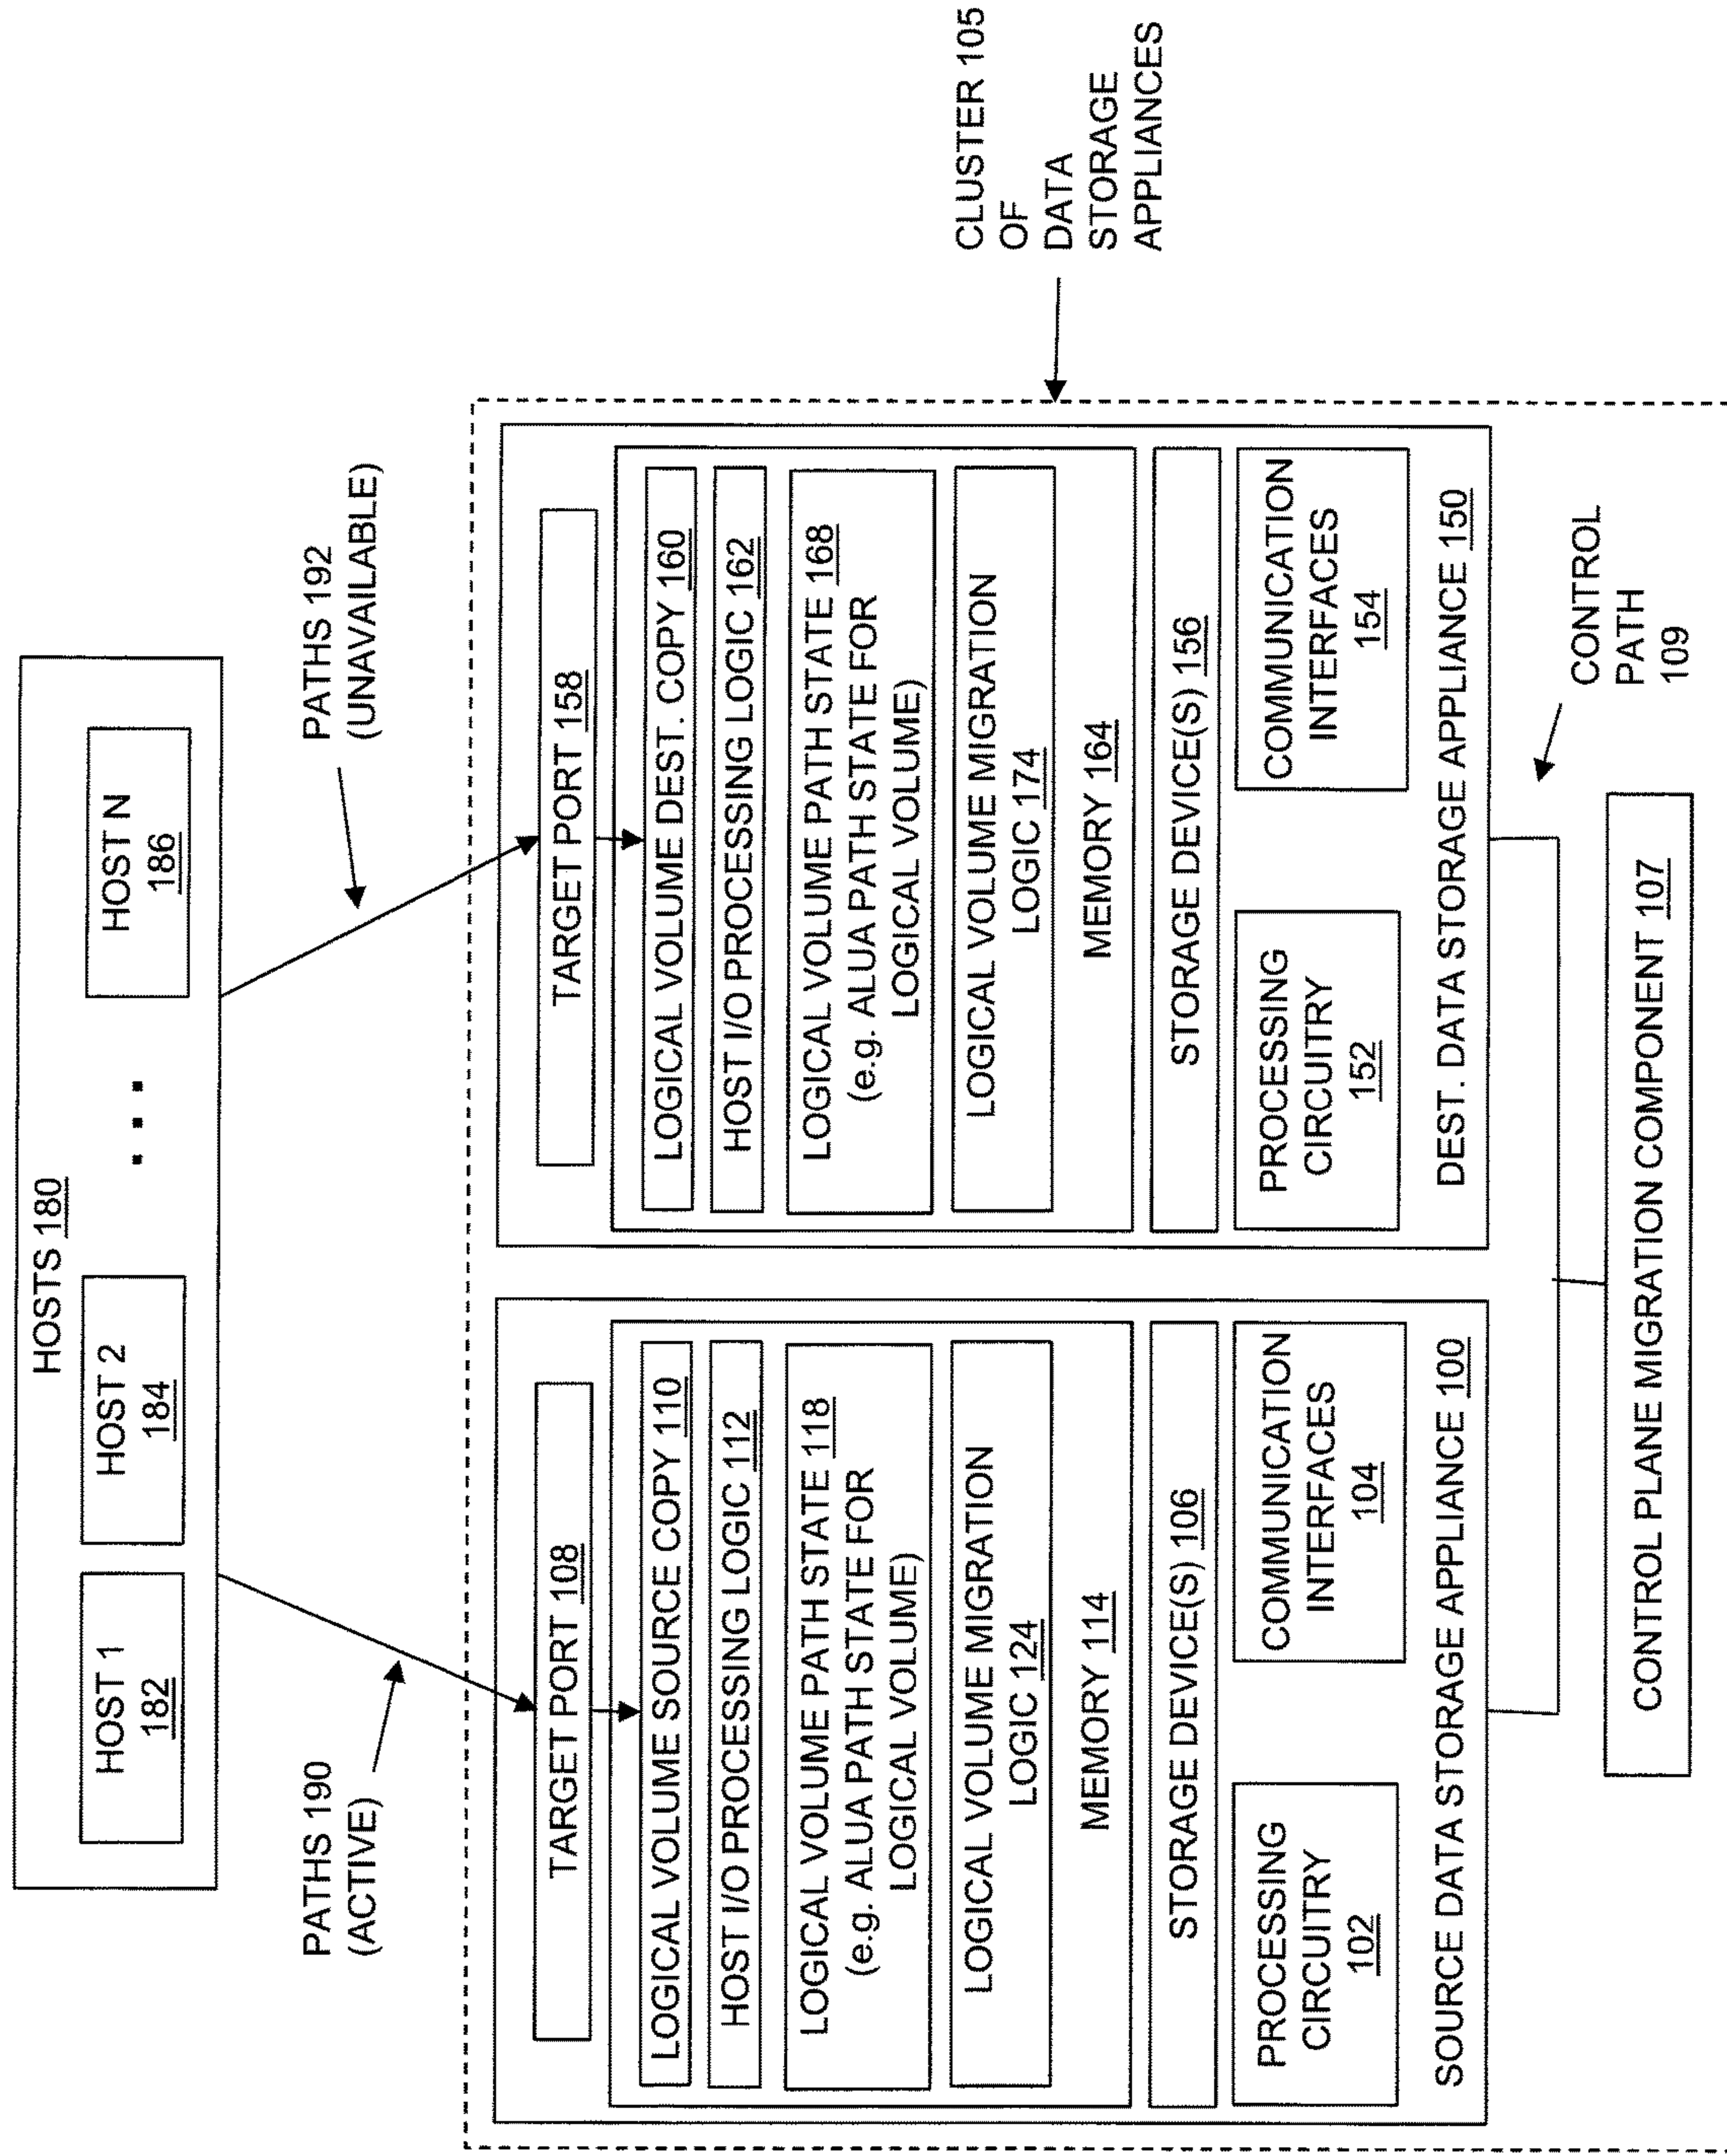 HOSTS 180
HOST 1
182
HOST 2
184
...
HOST N
186
PATHS 190
(ACTIVE)
PATHS 192
(UNAVAILABLE)
TARGET PORT 108
LOGICAL VOLUME SOURCE COPY 110
HOST I/O PROCESSING LOGIC 112
LOGICAL VOLUME PATH STATE 118
(e.g. ALUA PATH STATE FOR
LOGICAL VOLUME)
LOGICAL VOLUME MIGRATION
LOGIC 124
MEMORY 114
STORAGE DEVICE(S) 106
PROCESSING
CIRCUITRY
102
COMMUNICATION
INTERFACES
104
SOURCE DATA STORAGE APPLIANCE 100
TARGET PORT 158
LOGICAL VOLUME DEST. COPY 160
HOST I/O PROCESSING LOGIC 162
LOGICAL VOLUME PATH STATE 168
(e.g. ALUA PATH STATE FOR
LOGICAL VOLUME)
LOGICAL VOLUME MIGRATION
LOGIC 174
MEMORY 164
STORAGE DEVICE(S) 156
PROCESSING
CIRCUITRY
152
COMMUNICATION
INTERFACES
154
DEST. DATA STORAGE APPLIANCE 150
CLUSTER 105
OF
DATA
STORAGE
APPLIANCES
CONTROL
PATH
109
CONTROL PLANE MIGRATION COMPONENT 107